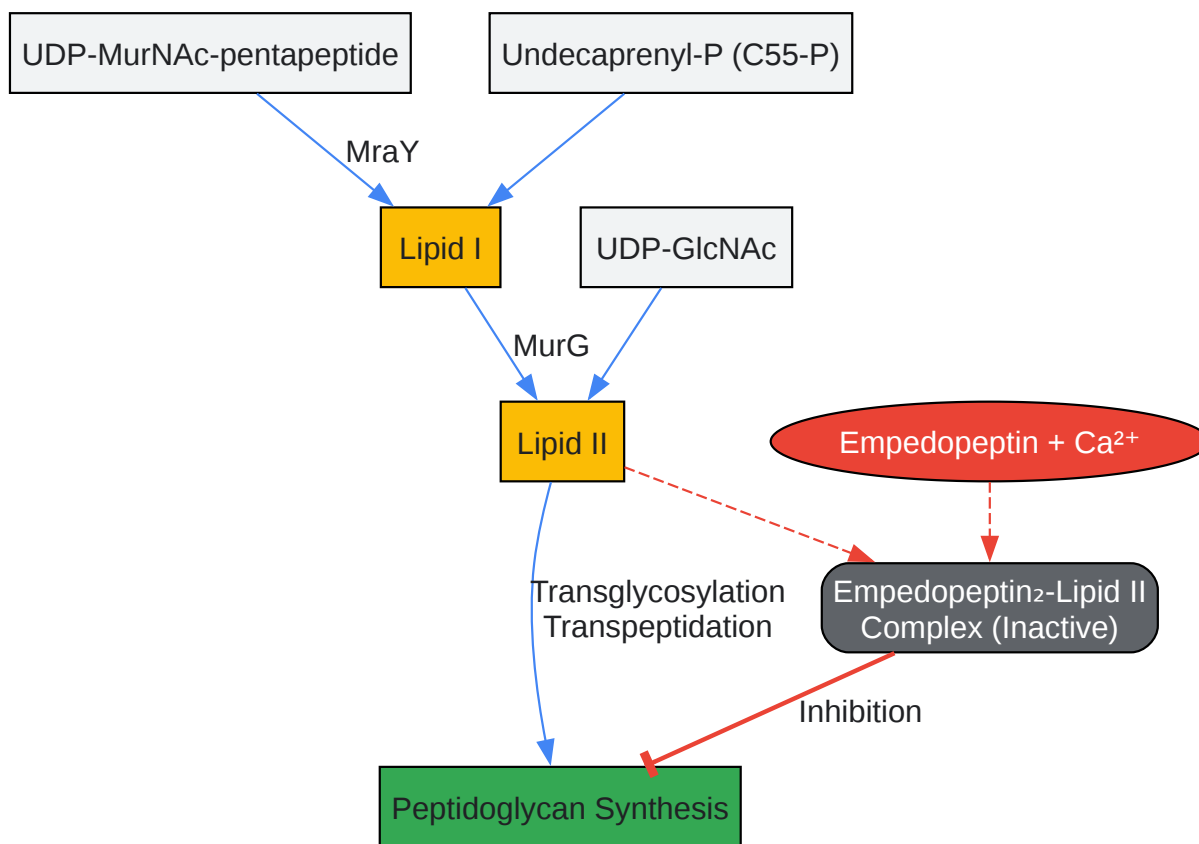 UDP-MurNAc-pentapeptide
Undecaprenyl-P (C55-P)
MraY
Lipid I
UDP-GlcNAc
MurG
Lipid II
Empedopeptin + Ca²⁺
Transglycosylation
Transpeptidation
Empedopeptin₂-Lipid II
Complex (Inactive)
Inhibition
Peptidoglycan Synthesis